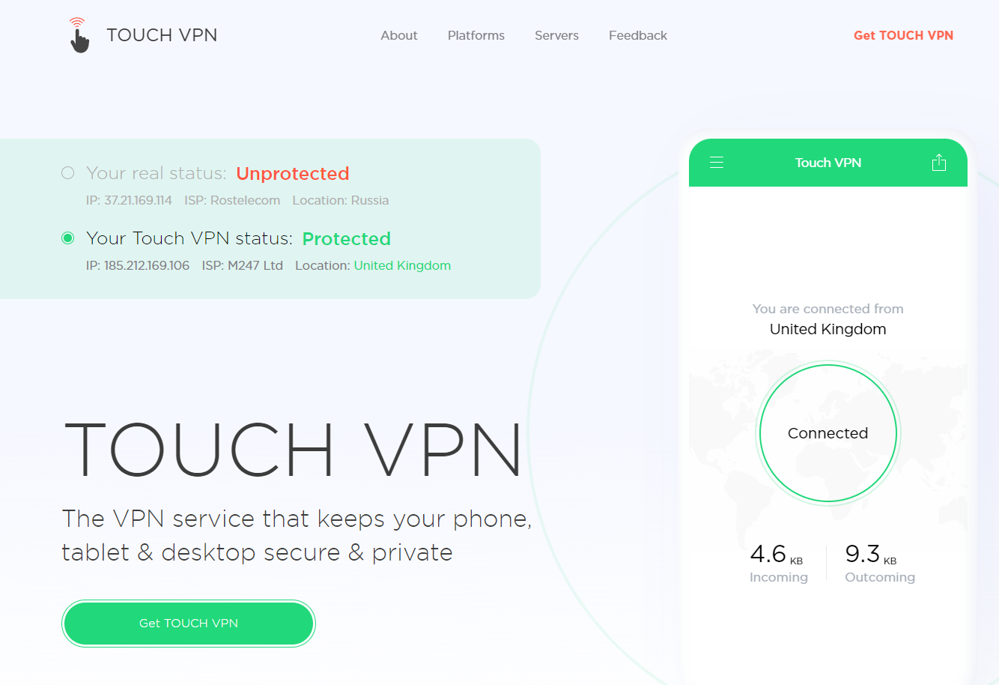 TOUCH VPN
About Platforms Servers Feedback
Get TOUCH VPN
Your real status: Unprotected
IP: 37.21.169.114 ISP: Rostelecom Location: Russia
Your Touch VPN status: Protected
IP: 185.212.169.106 ISP: M247 Ltd Location: United Kingdom
TOUCH VPN
The VPN service that keeps your phone,
tablet & desktop secure & private
Get TOUCH VPN
Touch VPN
You are connected from
United Kingdom
Connected
4.6 KB 9.3 KB
Incoming Outcoming